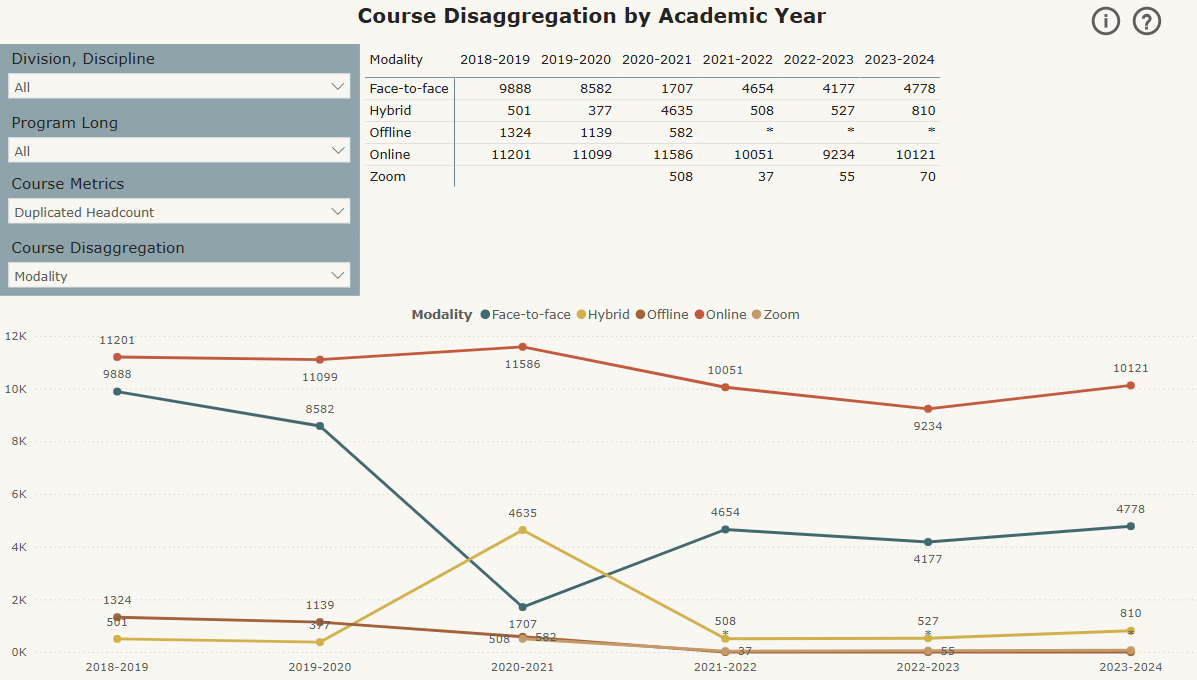 Course Disaggregation by Academic Year
i ?
Division, Discipline
All
Program Long
All
Course Metrics
Duplicated Headcount
Course Disaggregation
Modality
Modality 2018-2019 2019-2020 2020-2021 2021-2022 2022-2023 2023-2024
Face-to-face 9888 8582 1707 4654 4177 4778
Hybrid 501 377 4635 508 527 810
Offline 1324 1139 582 * * *
Online 11201 11099 11586 10051 9234 10121
Zoom 508 37 55 70
Modality Face-to-face Hybrid Offline Online Zoom
12K
10K
8K
6K
4K
2K
0K
11201 11099 11586 10051 9234 10121
9888 8582 1707 4654 4177 4778
501 377 4635 508 527 810
1324 1139 582 * * *
508 37 55
2018-2019 2019-2020 2020-2021 2021-2022 2022-2023 2023-2024